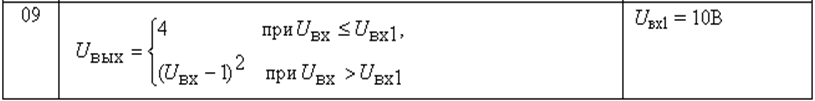 09
U_вх1 = 10В
4 при U_ВХ ≤ U_ВХ1,
U_ВЫХ =
(U_ВХ − 1)^2 при U_ВХ > U_ВХ1